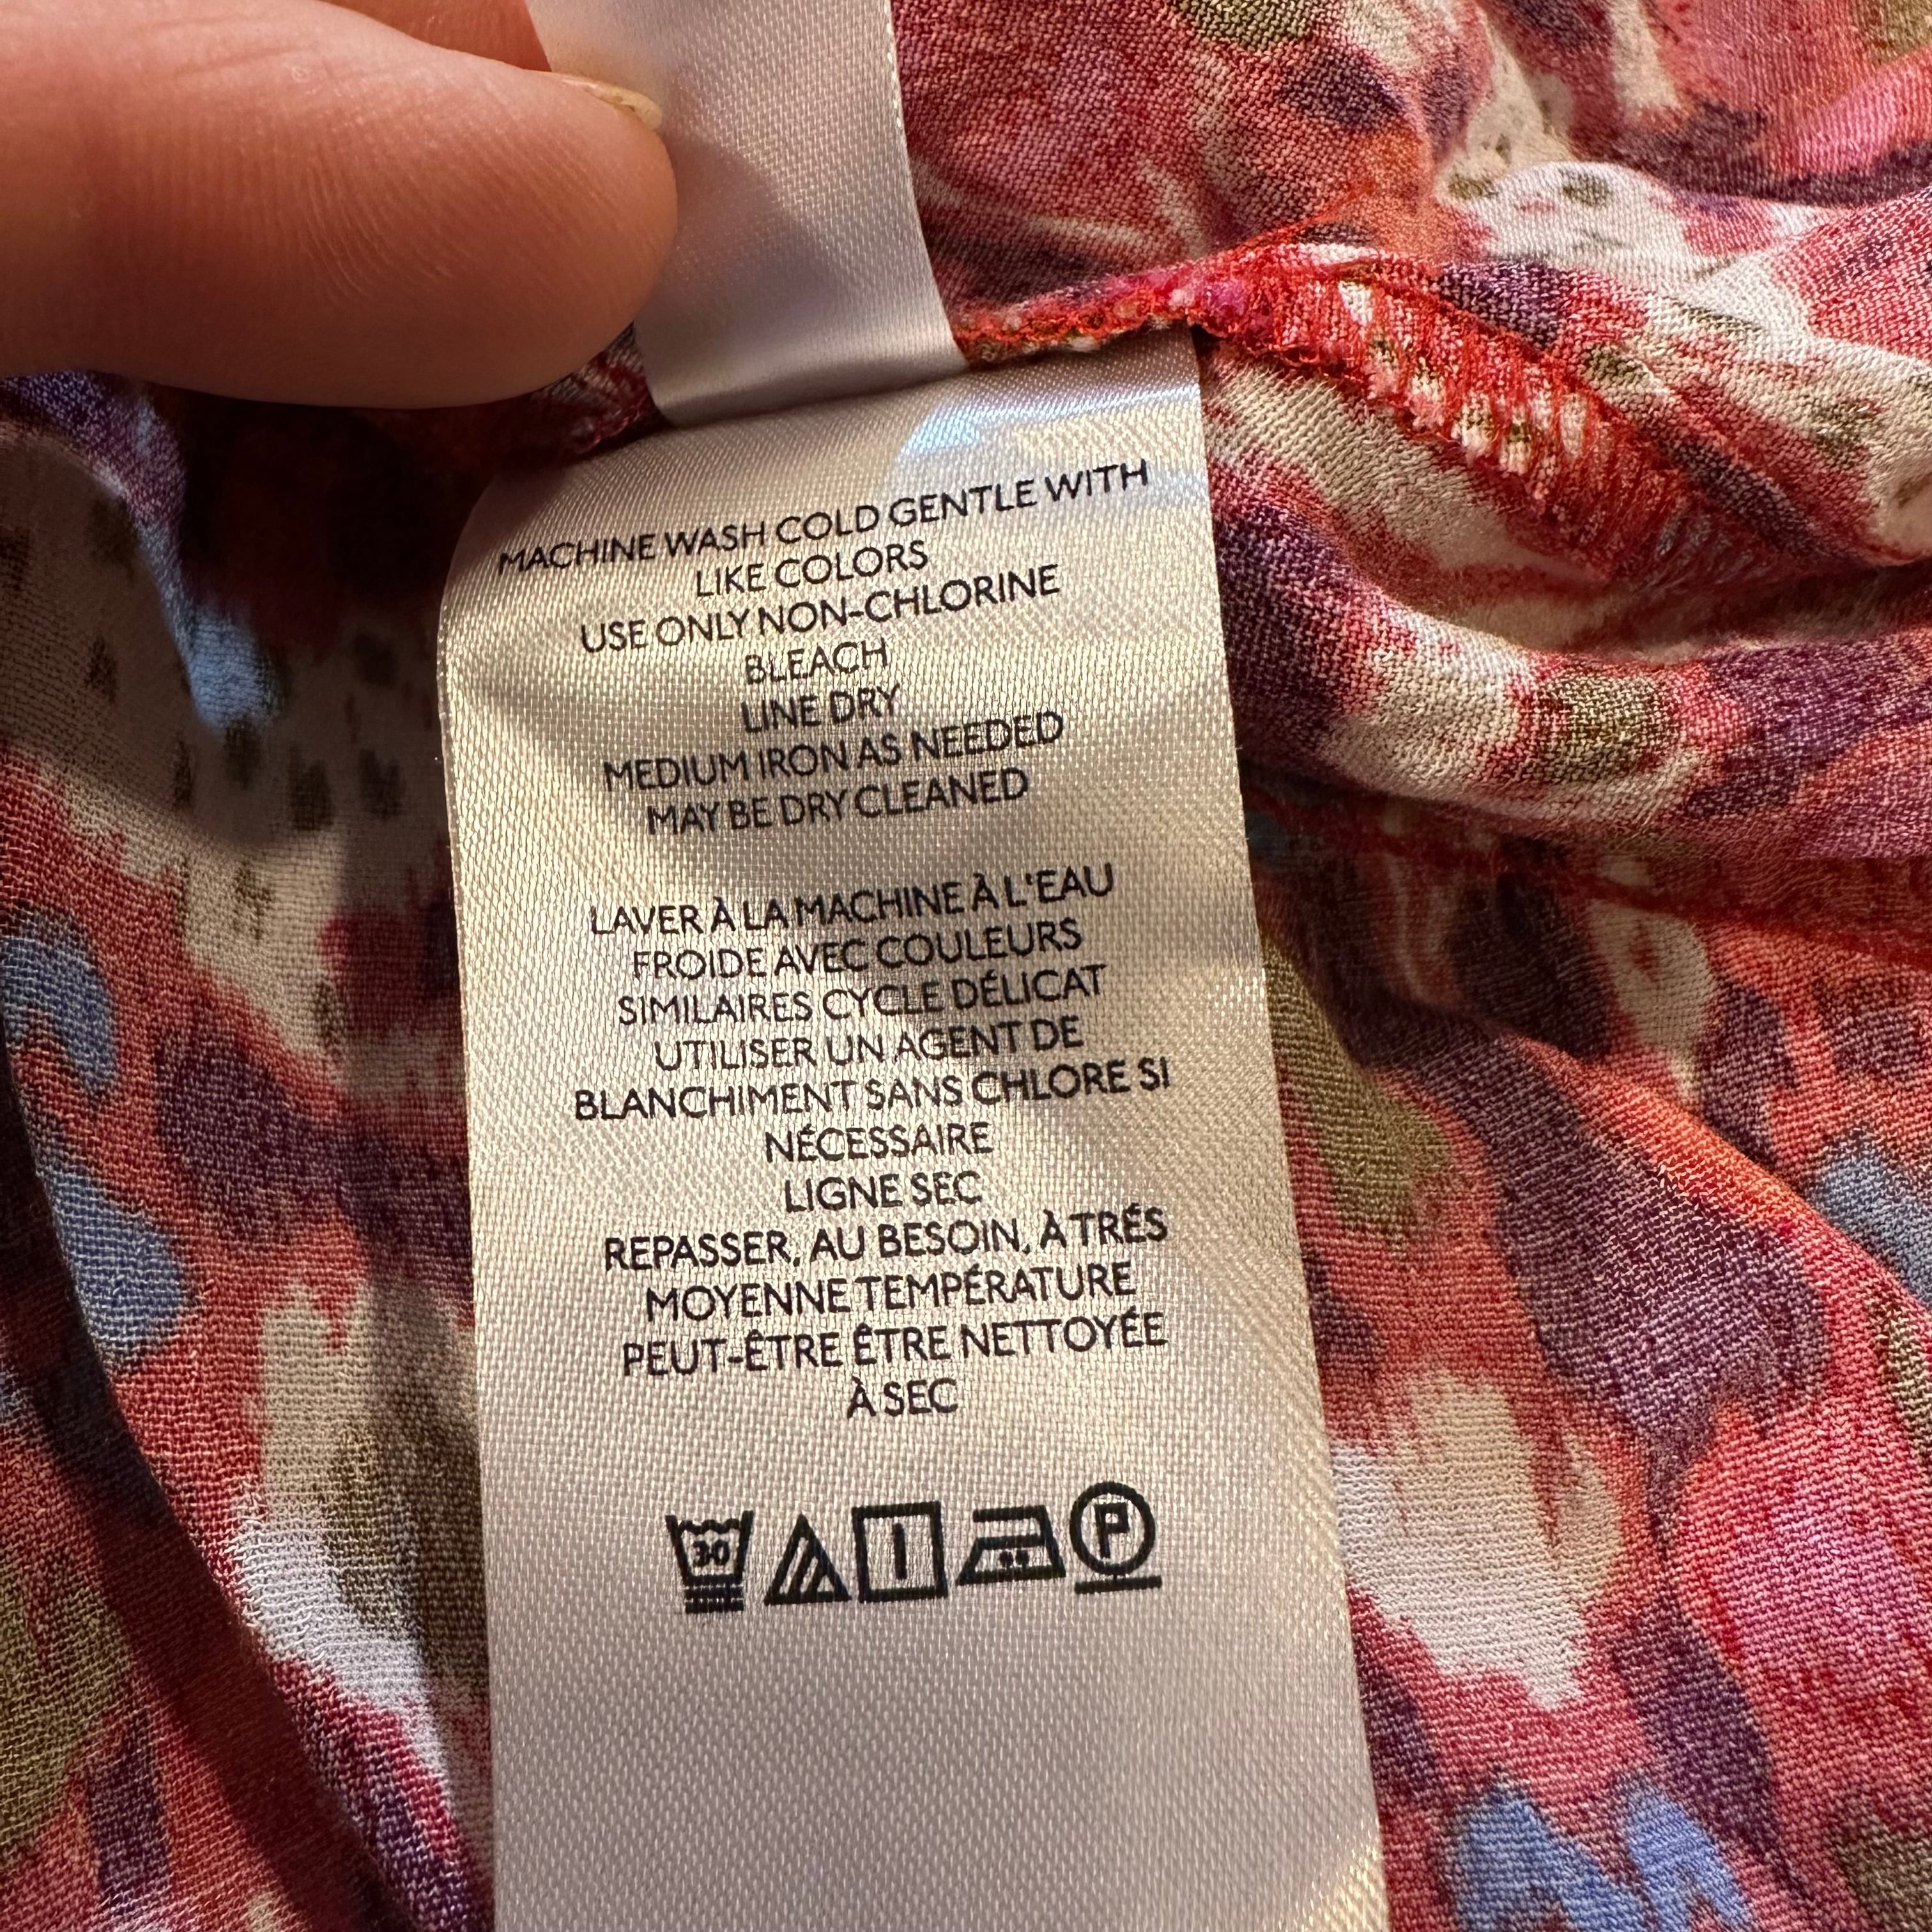 MACHINE WASH COLD GENTLE WITH
LIKE COLORS
USE ONLY NON-CHLORINE
BLEACH
LINE DRY
MEDIUM IRON AS NEEDED
MAY BE DRY CLEANED
LAVER À LA MACHINE À L'EAU
FROIDE AVEC COULEURS
SIMILAIRES CYCLE DÉLICAT
UTILISER UN AGENT DE
BLANCHIMENT SANS CHLORE SI
NÉCESSAIRE
LIGNE SEC
REPASSER, AU BESOIN, À TRÉS
MOYENNE TEMPÉRATURE
PEUT-ÊTRE ÊTRE NETTOYÉE
À SEC
30 P